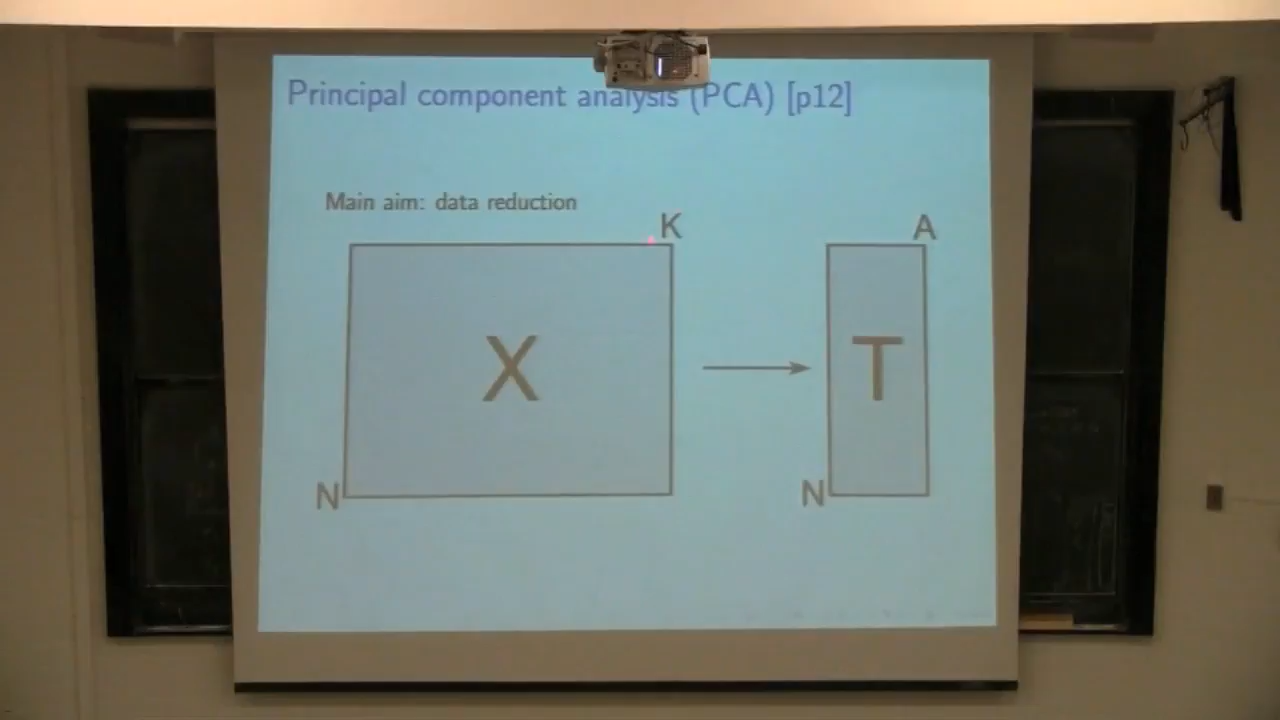 Principal component analysis (PCA) [p12]
Main aim: data reduction
K
A
X
T
N
N